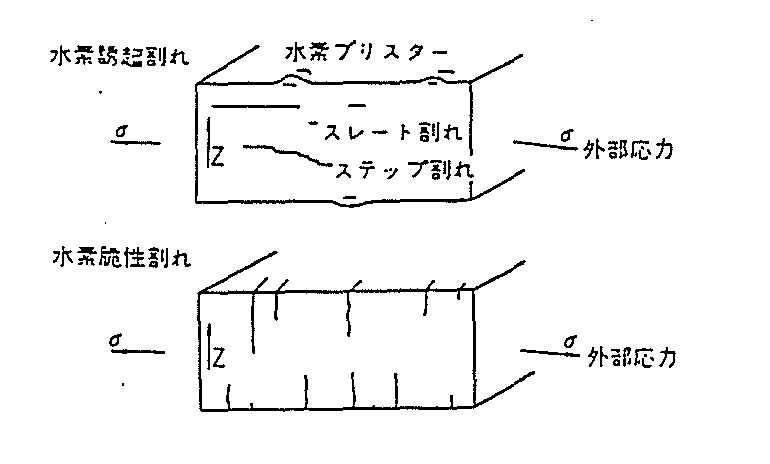 水素誘起割れ
水素ブリスター
スレート割れ
σ
Z
ステップ割れ
σ
外部応力
水素脆性割れ
σ
Z
σ
外部応力